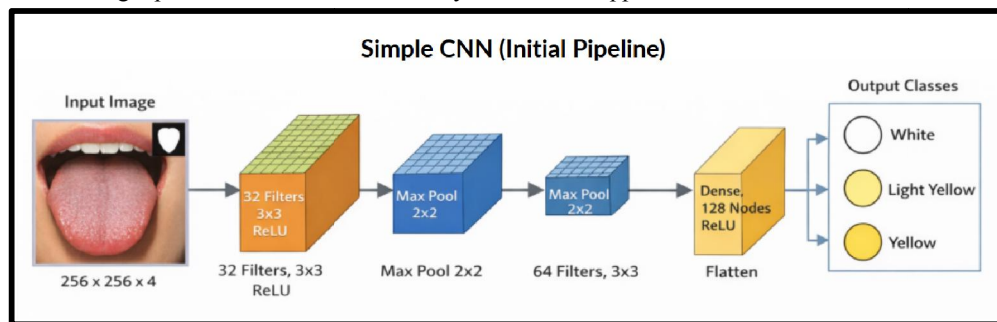 Simple CNN (Initial Pipeline)
Input Image
256 x 256 x 4
32 Filters
3x3
ReLU
32 Filters, 3x3
ReLU
Max Pool
2x2
Max Pool 2x2
Max Pool
2x2
64 Filters, 3x3
Dense,
128 Nodes
ReLU
Flatten
Output Classes
White
Light Yellow
Yellow